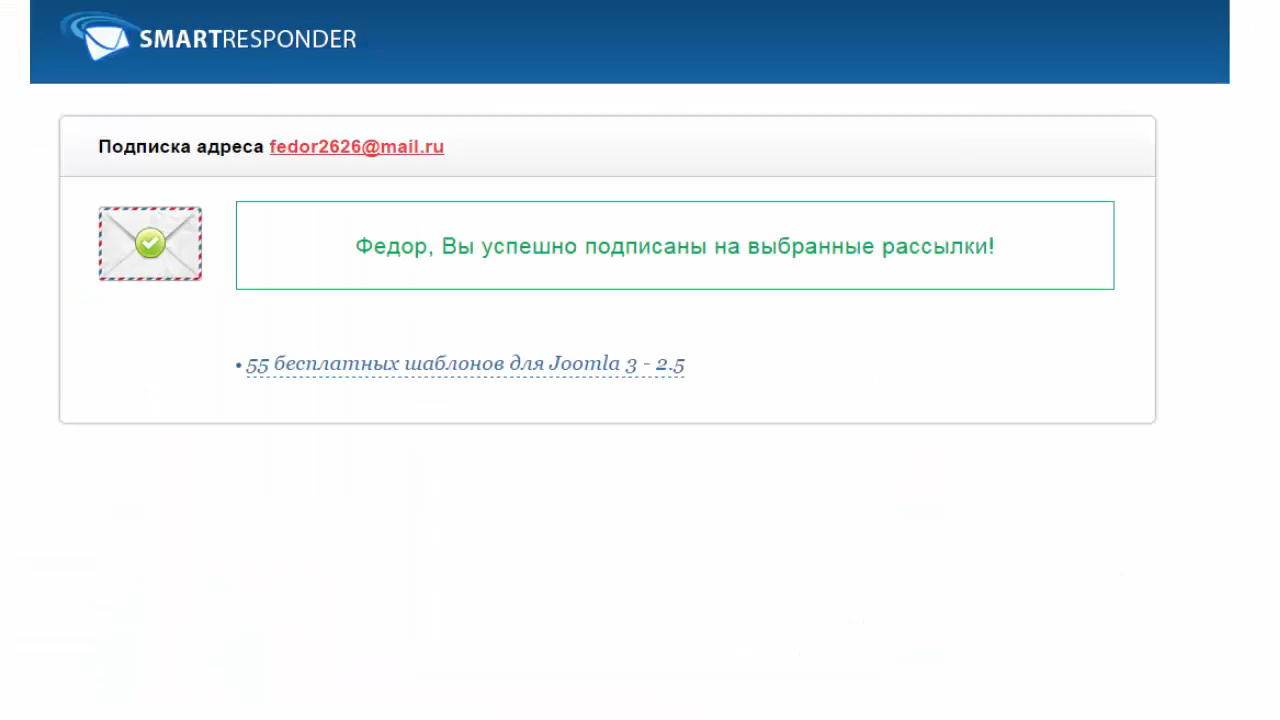 SMARTRESPONDER
Подписка адреса fedor2626@mail.ru
Федор, Вы успешно подписаны на выбранные рассылки!
• 55 бесплатных шаблонов для Joomla 3 - 2.5